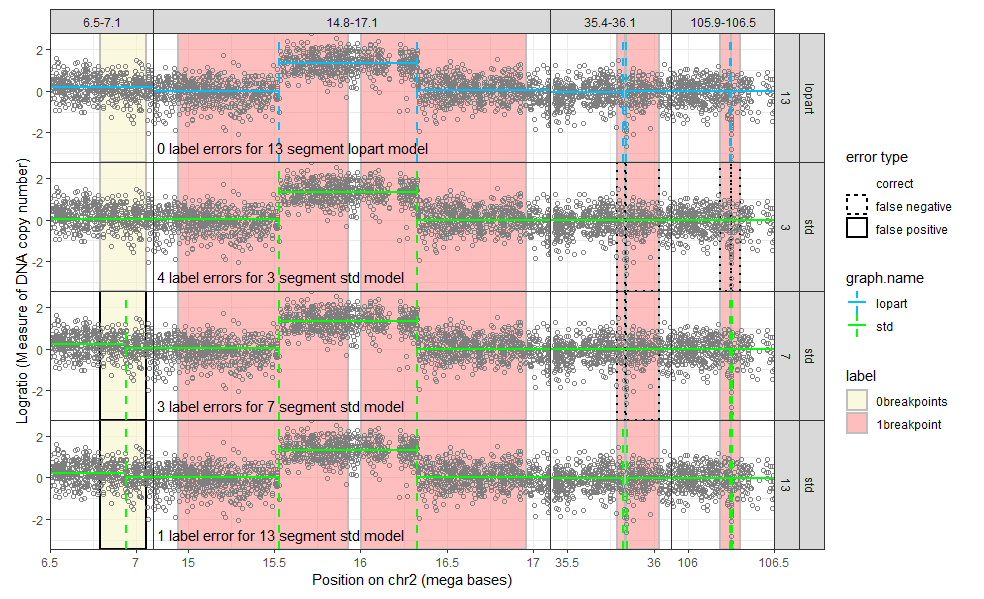 6.5-7.1 14.8-17.1 35.4-36.1 105.9-106.5
Logratio (Measure of DNA copy number)
2
0
-2
0 label errors for 13 segment lopart model
13 lopart
2
0
-2
4 label errors for 3 segment std model
3 std
2
0
-2
3 label errors for 7 segment std model
7 std
2
0
-2
1 label error for 13 segment std model
13 std
6.5 7 15 15.5 16 16.5 17 35.5 36 106 106.5
Position on chr2 (mega bases)
error type
correct
false negative
false positive
graph.name
lopart
std
label
0breakpoints
1breakpoint